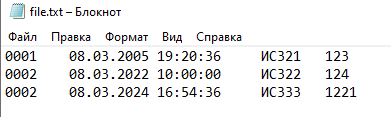 file.txt – Блокнот
Файл Правка Формат Вид Справка
0001 08.03.2005 19:20:36 ИС321 123
0002 08.03.2022 10:00:00 ИС322 124
0002 08.03.2024 16:54:36 ИС333 1221